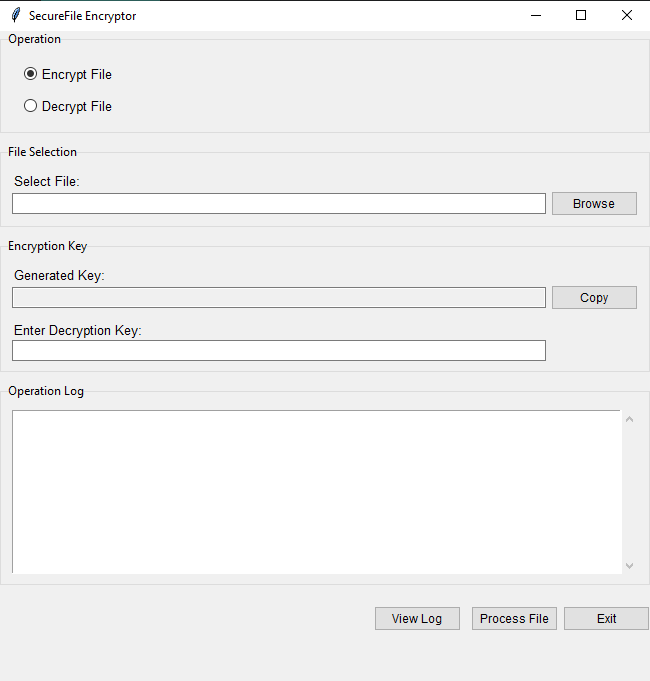 SecureFile Encryptor
Operation
Encrypt File
Decrypt File
File Selection
Select File:
Browse
Encryption Key
Generated Key:
Copy
Enter Decryption Key:
Operation Log
View Log Process File Exit